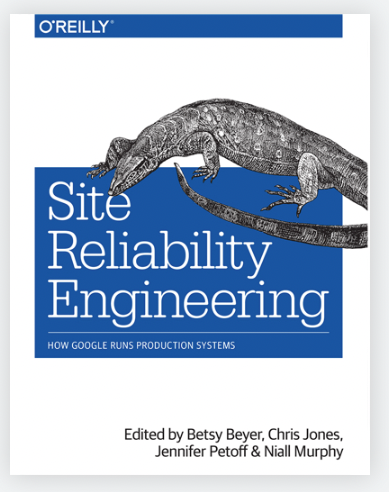 O'REILLY®
Site
Reliability
Engineering
HOW GOOGLE RUNS PRODUCTION SYSTEMS
Edited by Betsy Beyer, Chris Jones,
Jennifer Petoff & Niall Murphy